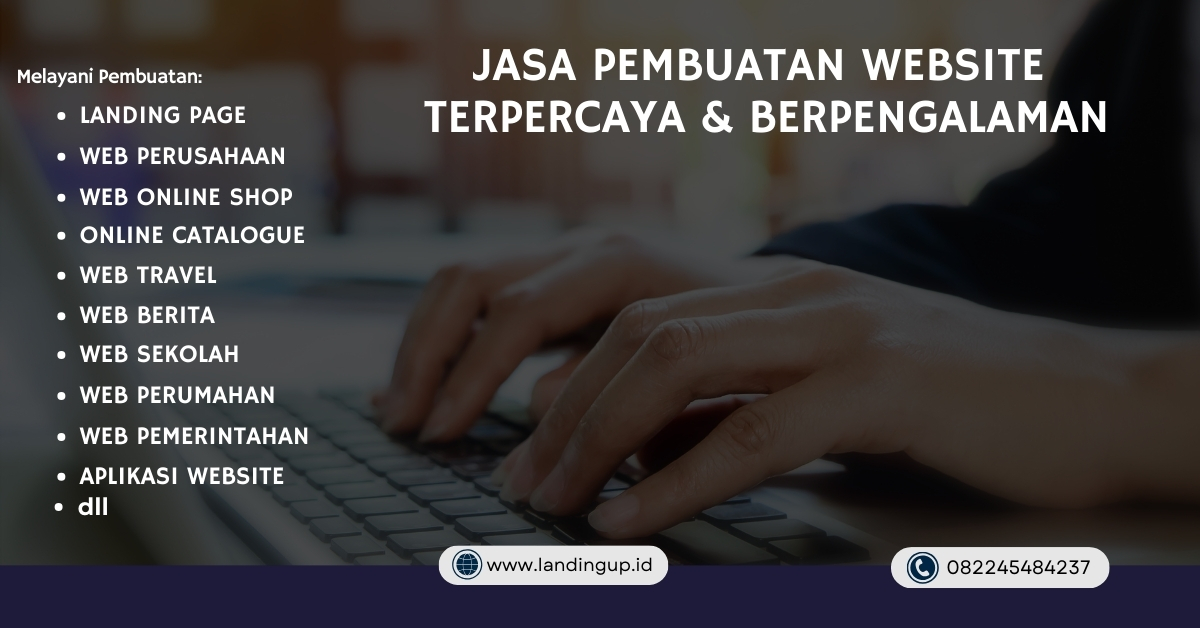 Melayani Pembuatan:
• LANDING PAGE
• WEB PERUSAHAAN
• WEB ONLINE SHOP
• ONLINE CATALOGUE
• WEB TRAVEL
• WEB BERITA
• WEB SEKOLAH
• WEB PERUMAHAN
• WEB PEMERINTAHAN
• APLIKASI WEBSITE
• dll
JASA PEMBUATAN WEBSITE
TERPERCAYA & BERPENGALAMAN
www.landingup.id
082245484237